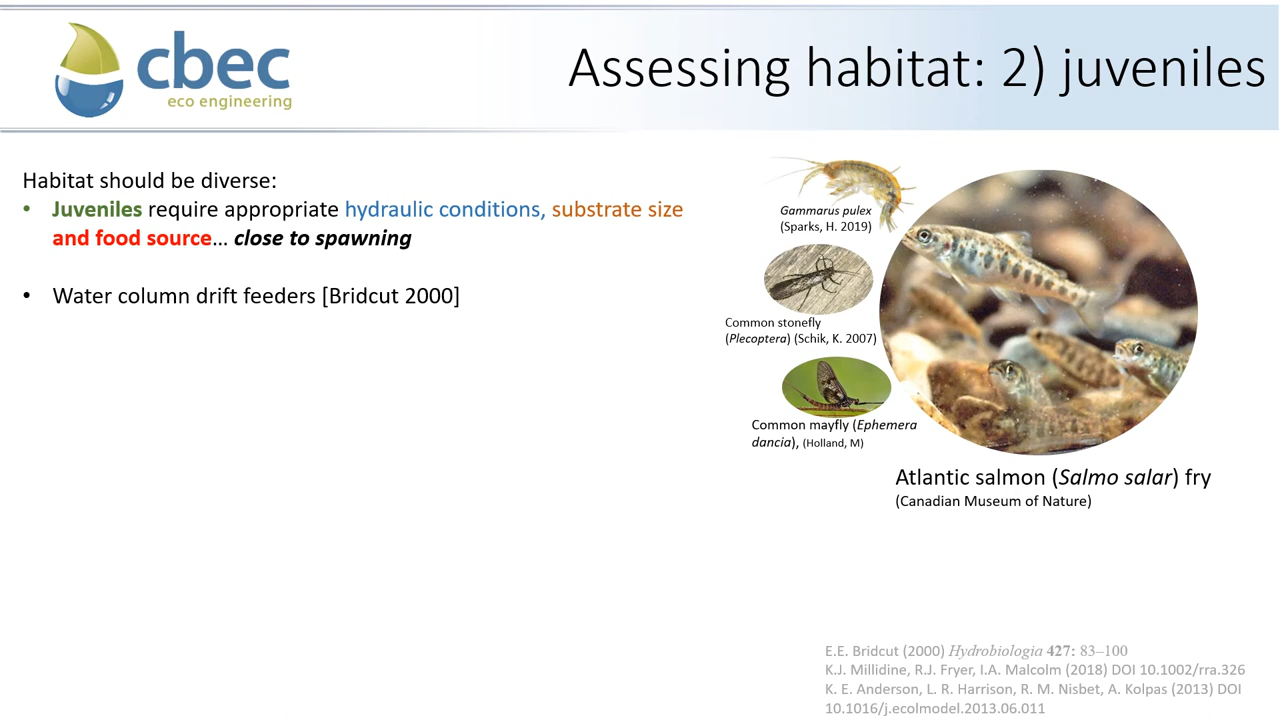 cbec
eco engineering
Assessing habitat: 2) juveniles
Habitat should be diverse:
• Juveniles require appropriate hydraulic conditions, substrate size
and food source... close to spawning
• Water column drift feeders [Bridcut 2000]
Gammarus pulex
(Sparks, H. 2019)
Common stonefly
(Plecoptera) (Schik, K. 2007)
Common mayfly (Ephemera
dancia), (Holland, M)
Atlantic salmon (Salmo salar) fry
(Canadian Museum of Nature)
E.E. Bridcut (2000) Hydrobiologia 427: 83–100
K.J. Millidine, R.J. Fryer, I.A. Malcolm (2018) DOI 10.1002/rra.326
K. E. Anderson, L. R. Harrison, R. M. Nisbet, A. Kolpas (2013) DOI
10.1016/j.ecolmodel.2013.06.011